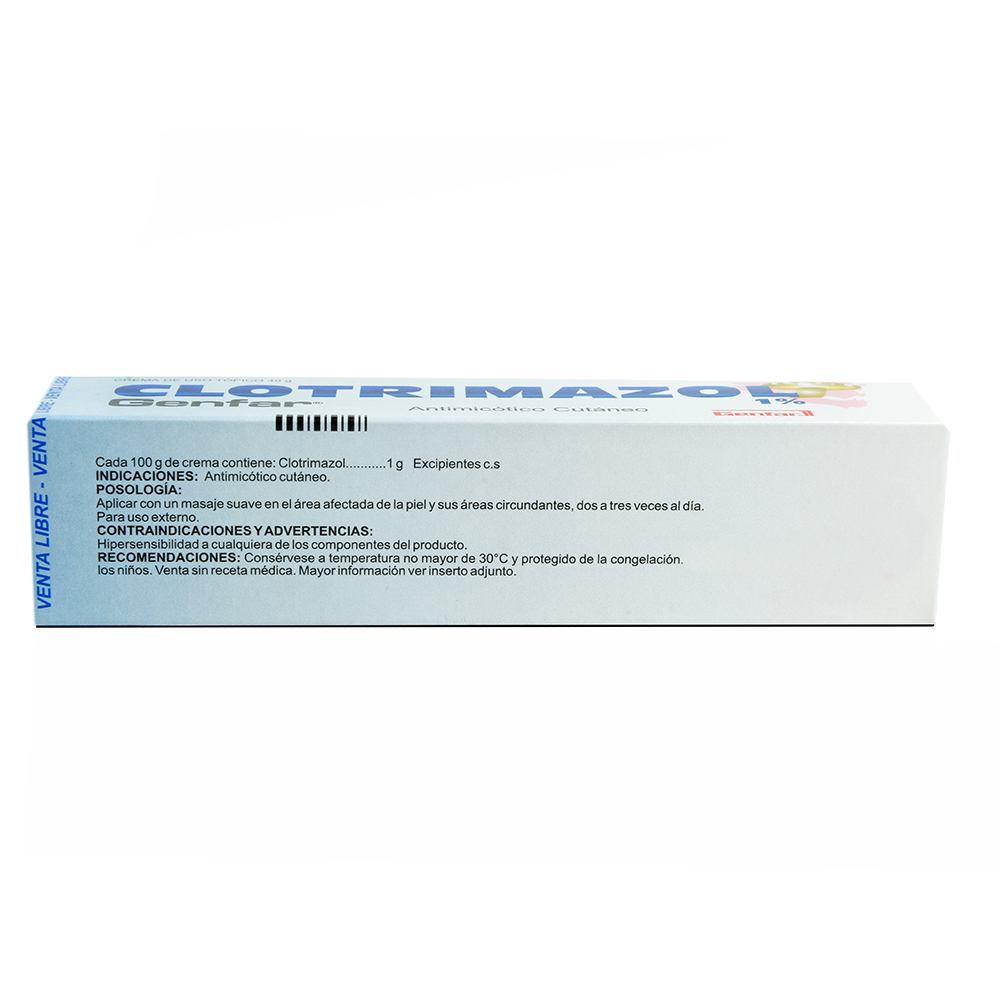 CREMA DE USO TÓPICO 40 g
CLOTRIMAZOL
1%
Genfar®
Antimicótico Cutáneo
Genfar
VENTA LIBRE - VENTA LIBRE - VENTA LIBRE
Cada 100 g de crema contiene: Clotrimazol...........1 g Excipientes c.s
INDICACIONES: Antimicótico cutáneo.
POSOLOGÍA:
Aplicar con un masaje suave en el área afectada de la piel y sus áreas circundantes, dos a tres veces al día.
Para uso externo.
CONTRAINDICACIONES Y ADVERTENCIAS:
Hipersensibilidad a cualquiera de los componentes del producto.
RECOMENDACIONES: Consérvese a temperatura no mayor de 30°C y protegido de la congelación.
los niños. Venta sin receta médica. Mayor información ver inserto adjunto.